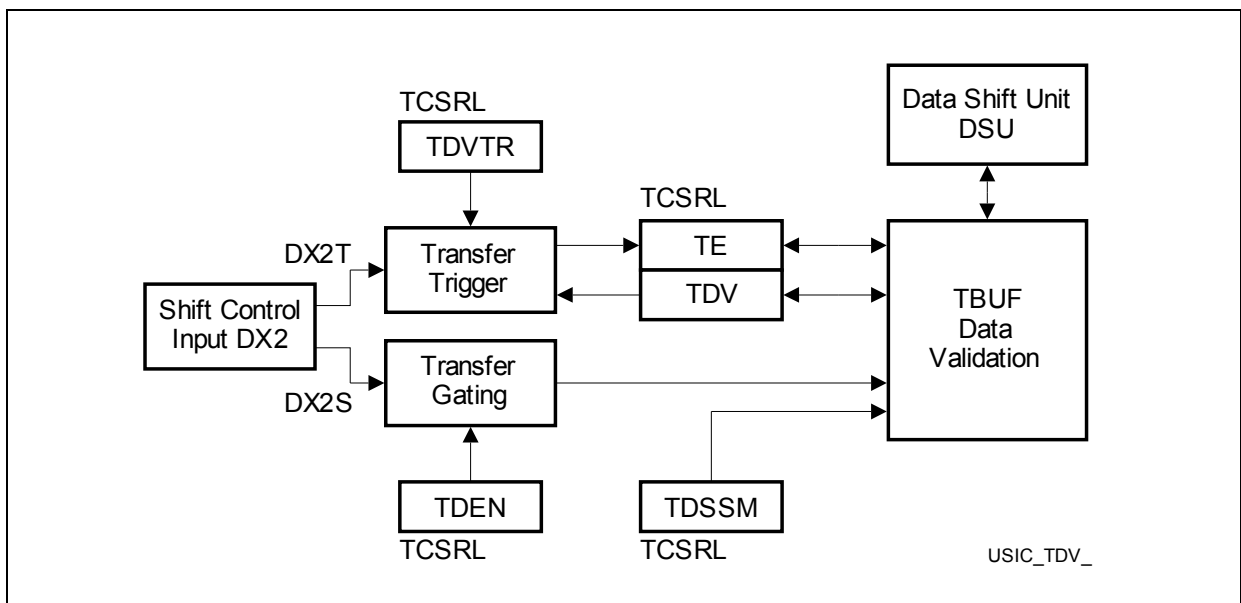 TCSRL
TDVTR
Data Shift Unit
DSU
DX2T
Transfer
Trigger
TCSRL
TE
TDV
Shift Control
Input DX2
TBUF
Data
Validation
DX2S
Transfer
Gating
TDEN
TCSRL
TDSSM
TCSRL
USIC_TDV_